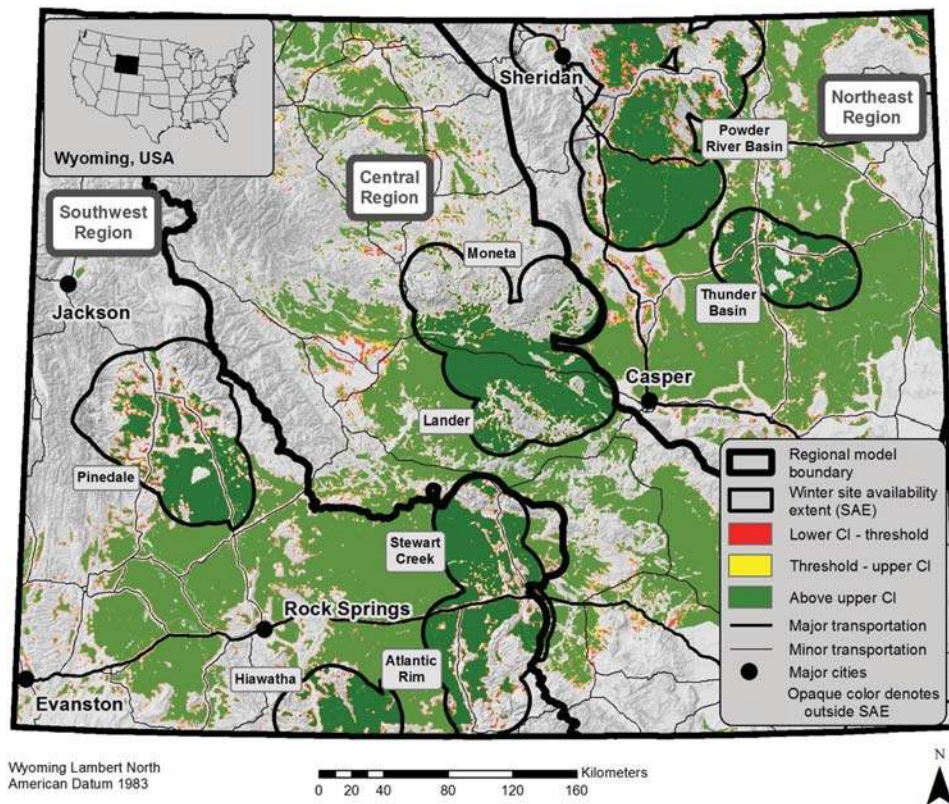 Wyoming, USA
Sheridan
Northeast
Region
Powder
River Basin
Central
Region
Southwest
Region
Moneta
Jackson
Thunder
Basin
Casper
Lander
Pinedale
Stewart
Creek
Rock Springs
Atlantic
Rim
Hiawatha
Evanston
Regional model
boundary
Winter site availability
extent (SAE)
Lower CI - threshold
Threshold - upper CI
Above upper CI
Major transportation
Minor transportation
Major cities
Opaque color denotes
outside SAE
Wyoming Lambert North
American Datum 1983
Kilometers
0 20 40 80 120 160
N